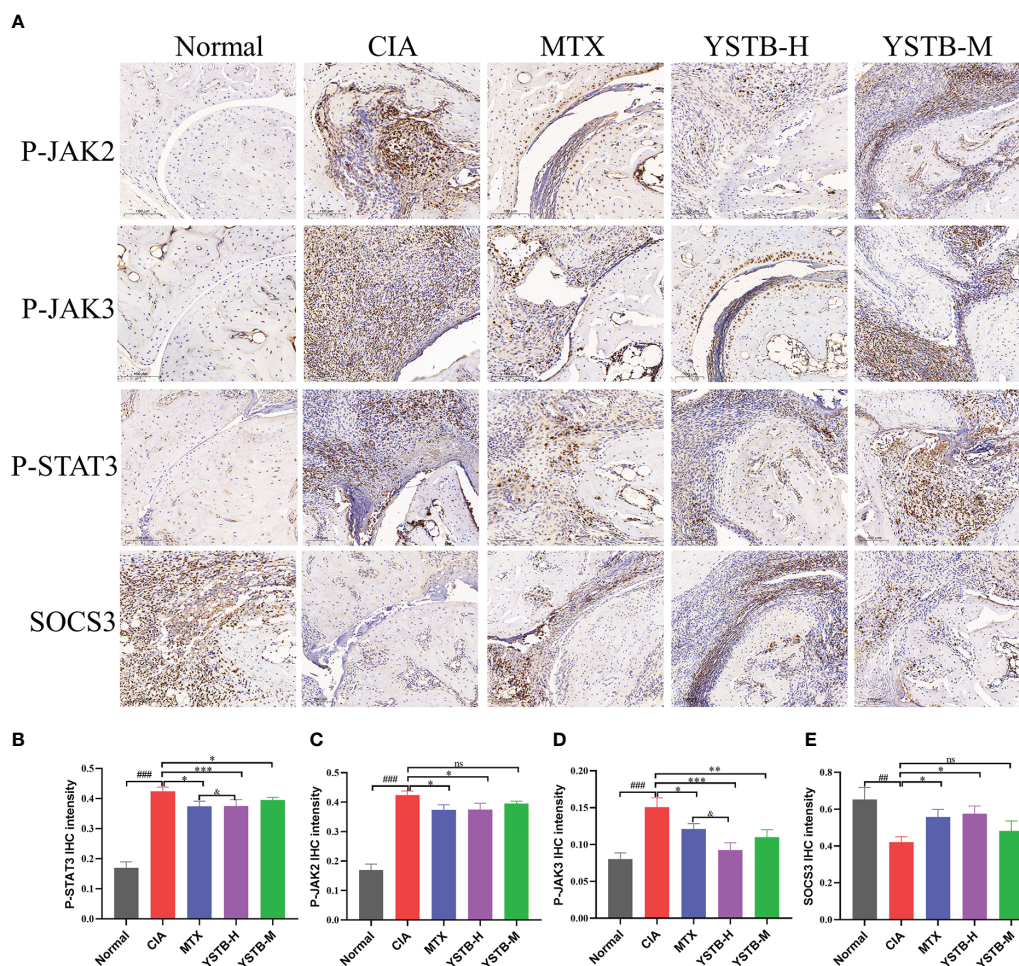 A
Normal CIA MTX YSTB-H YSTB-M
P-JAK2
P-JAK3
P-STAT3
SOCS3
B
P-STAT3 IHC intensity
0.5
0.4
0.3
0.2
0.1
0.0
###
*
***
*
&
Normal
CIA
MTX
YSTB-H
YSTB-M
C
P-JAK2 IHC intensity
0.5
0.4
0.3
0.2
0.1
0.0
###
*
*
ns
Normal
CIA
MTX
YSTB-H
YSTB-M
D
P-JAK3 IHC intensity
0.20
0.15
0.10
0.05
0.00
###
*
***
**
&
Normal
CIA
MTX
YSTB-H
YSTB-M
E
SOCS3 IHC intensity
0.8
0.6
0.4
0.2
0.0
##
*
*
ns
Normal
CIA
MTX
YSTB-H
YSTB-M